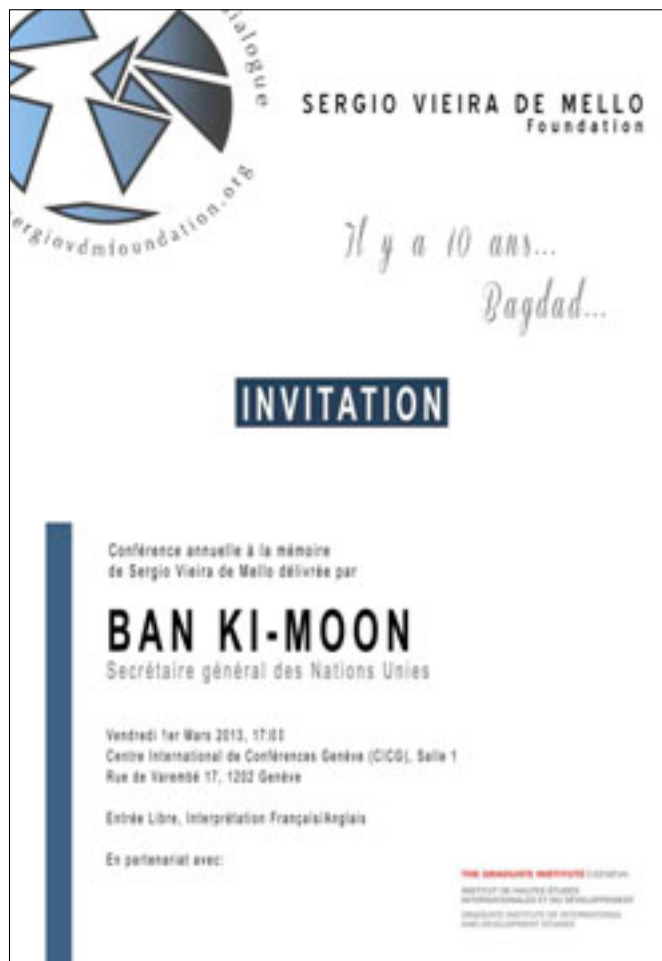 dialogue
SERGIO VIEIRA DE MELLO
Foundation
sergiovdmfoundation.org
Il y a 10 ans...
Bagdad...
INVITATION
Conférence annuelle à la mémoire
de Sergio Vieira de Mello délivrée par
BAN KI-MOON
Secrétaire général des Nations Unies
Vendredi 1er Mars 2013, 17:00
Centre International de Conférences Genève (CICG), Salle 1
Rue de Varembé 17, 1202 Genève
Entrée Libre, Interprétation Français/Anglais
En partenariat avec:
THE GRADUATE INSTITUTE | GENEVA
INSTITUT DE HAUTES ÉTUDES
INTERNATIONALES ET DU DÉVELOPPEMENT
GRADUATE INSTITUTE OF INTERNATIONAL
AND DEVELOPMENT STUDIES